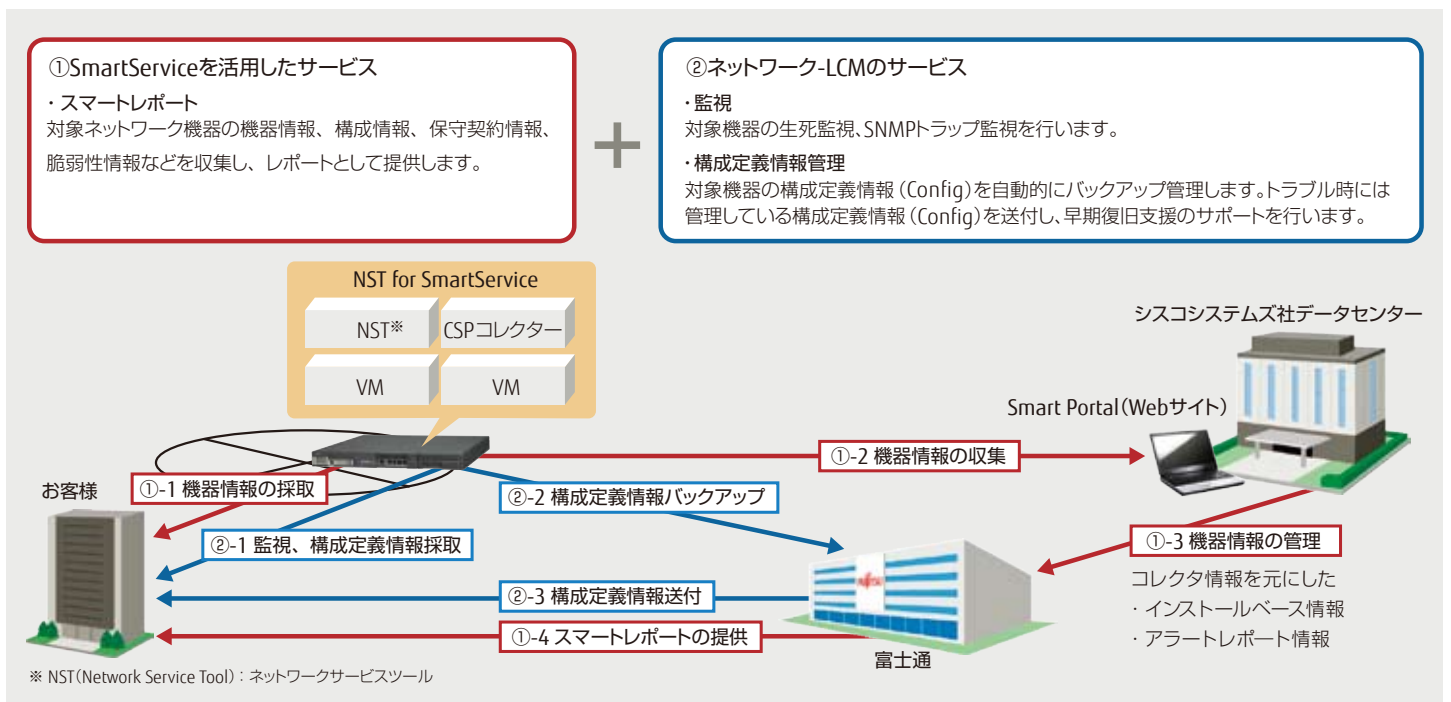 ①SmartServiceを活用したサービス
・スマートレポート
対象ネットワーク機器の機器情報、構成情報、保守契約情報、
脆弱性情報などを収集し、レポートとして提供します。
+
②ネットワーク-LCMのサービス
・監視
対象機器の生死監視、SNMPトラップ監視を行います。
・構成定義情報管理
対象機器の構成定義情報（Config）を自動的にバックアップ管理します。トラブル時には
管理している構成定義情報（Config）を送付し、早期復旧支援のサポートを行います。
NST for SmartService
NST※
CSPコレクター
VM
VM
シスコシステムズ社データセンター
Smart Portal（Webサイト）
①-2 機器情報の収集
お客様
①-1 機器情報の採取
②-2 構成定義情報バックアップ
②-1 監視、構成定義情報採取
①-3 機器情報の管理
コレクタ情報を元にした
・インストールベース情報
・アラートレポート情報
FUJITSU
②-3 構成定義情報送付
①-4 スマートレポートの提供
富士通
※ NST（Network Service Tool）：ネットワークサービスツール